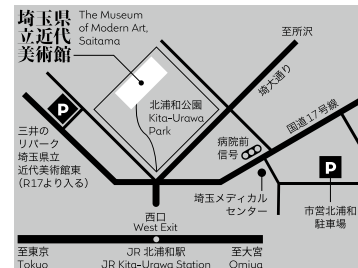 埼玉県
立近代
美術館
The Museum
of Modern Art,
Saitama
至所沢
埼大通り
国道17号線
北浦和公園
Kita-Urawa
Park
病院前
信号
P
三井の
リパーク
埼玉県立
近代美術館東
(R17より入る)
P
埼玉メディカル
センター
市営北浦和
駐車場
西口
West Exit
至東京
Tokyo
JR 北浦和駅
JR Kita-Urawa Station
至大宮
Omiya